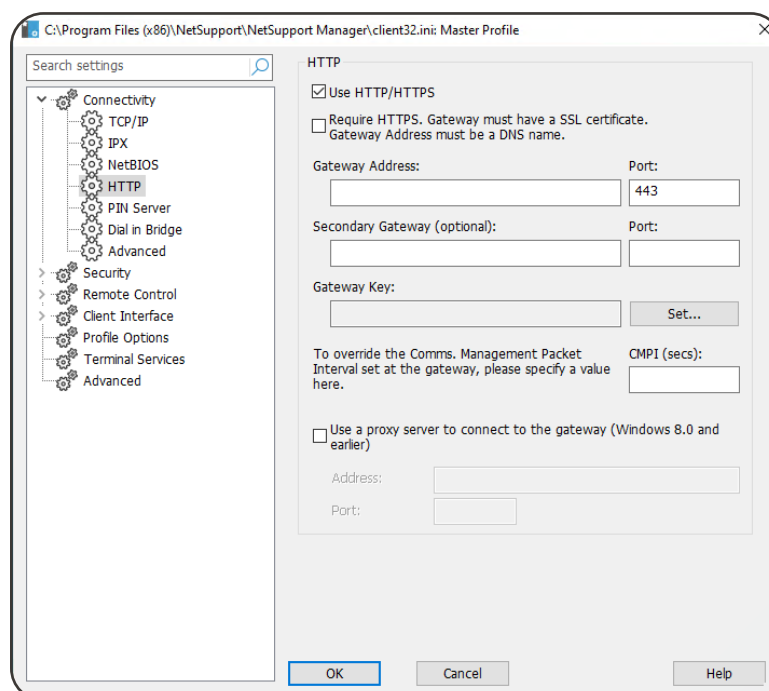 C:\Program Files (x86)\NetSupport\NetSupport Manager\client32.ini: Master Profile
Search settings
Connectivity
TCP/IP
IPX
NetBIOS
HTTP
PIN Server
Dial in Bridge
Advanced
Security
Remote Control
Client Interface
Profile Options
Terminal Services
Advanced
HTTP
Use HTTP/HTTPS
Require HTTPS. Gateway must have a SSL certificate.
Gateway Address must be a DNS name.
Gateway Address:
Port:
443
Secondary Gateway (optional):
Port:
Gateway Key:
Set...
To override the Comms. Management Packet
Interval set at the gateway, please specify a value
here.
CMPI (secs):
Use a proxy server to connect to the gateway (Windows 8.0 and
earlier)
Address:
Port:
OK
Cancel
Help